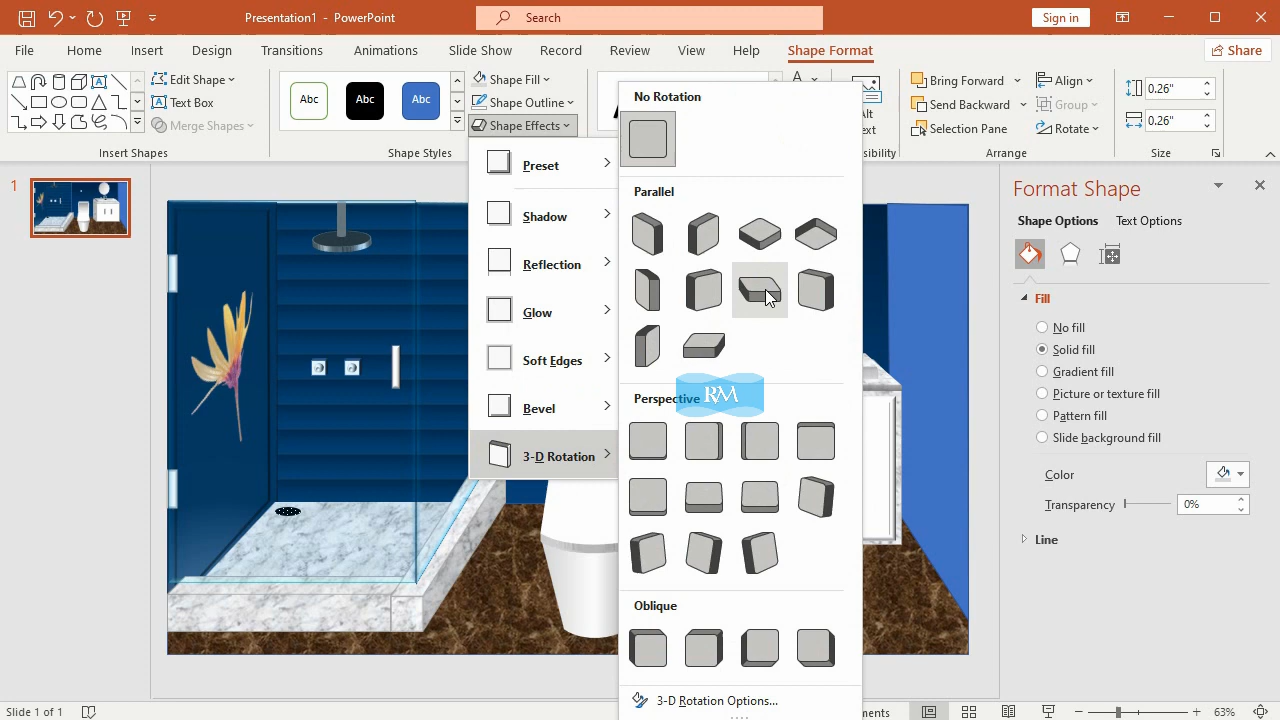 Presentation1 - PowerPoint
Search
Sign in
File Home Insert Design Transitions Animations Slide Show Record Review View Help Shape Format
Share
Edit Shape
Text Box
Merge Shapes
Insert Shapes
Abc Abc Abc
Shape Fill
Shape Outline
Shape Effects
Shape Styles
A
Alt
Text
Bring Forward
Send Backward
Selection Pane
Align
Group
Rotate
Arrange
0.26"
0.26"
Size
1
Preset
Shadow
Reflection
Glow
Soft Edges
Bevel
3-D Rotation
No Rotation
Parallel
Perspective
RM
Oblique
3-D Rotation Options...
Format Shape
Shape Options Text Options
Fill
No fill
Solid fill
Gradient fill
Picture or texture fill
Pattern fill
Slide background fill
Color
Transparency
0%
Line
Slide 1 of 1
63%